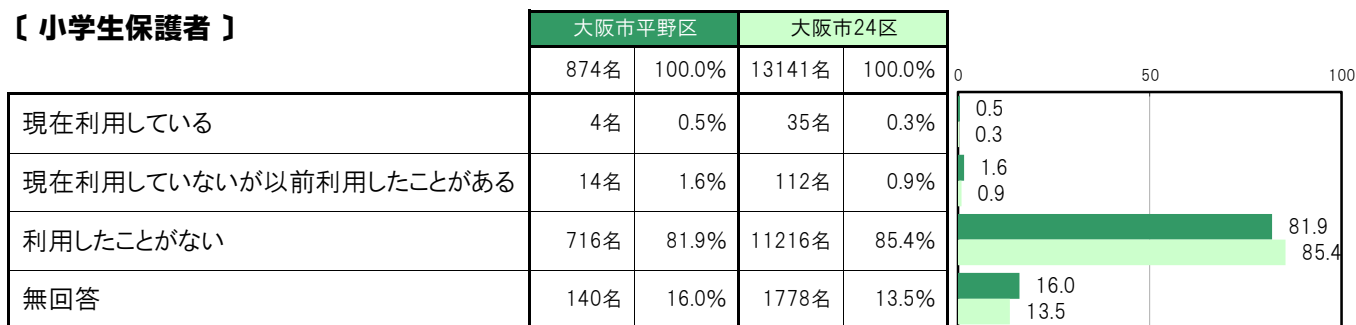 〔 小学生保護者 〕
大阪市平野区 大阪市24区
874名 100.0% 13141名 100.0%
0 50 100
現在利用している 4名 0.5% 35名 0.3%
0.5
0.3
現在利用していないが以前利用したことがある 14名 1.6% 112名 0.9%
1.6
0.9
利用したことがない 716名 81.9% 11216名 85.4%
81.9
85.4
無回答 140名 16.0% 1778名 13.5%
16.0
13.5